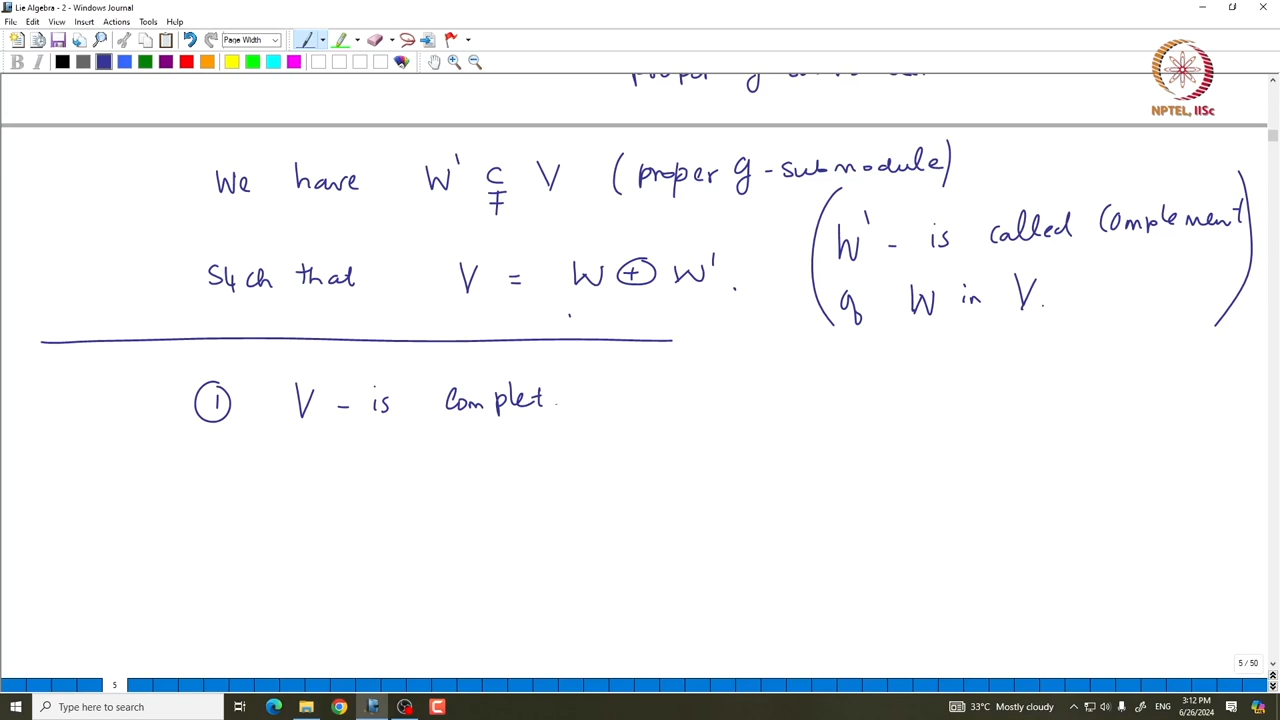 Lie Algebra - 2 - Windows Journal
File Edit View Insert Actions Tools Help
Page Width
B I
NPTEL, IISc
proper g
We have W' ⊊ V (proper g - submodule)
(W' - is called complement
Such that V = W ⊕ W' .
of W in V.)
① V - is complet
5 / 50
5
Type here to search
33°C Mostly cloudy
ENG
3:12 PM
6/26/2024